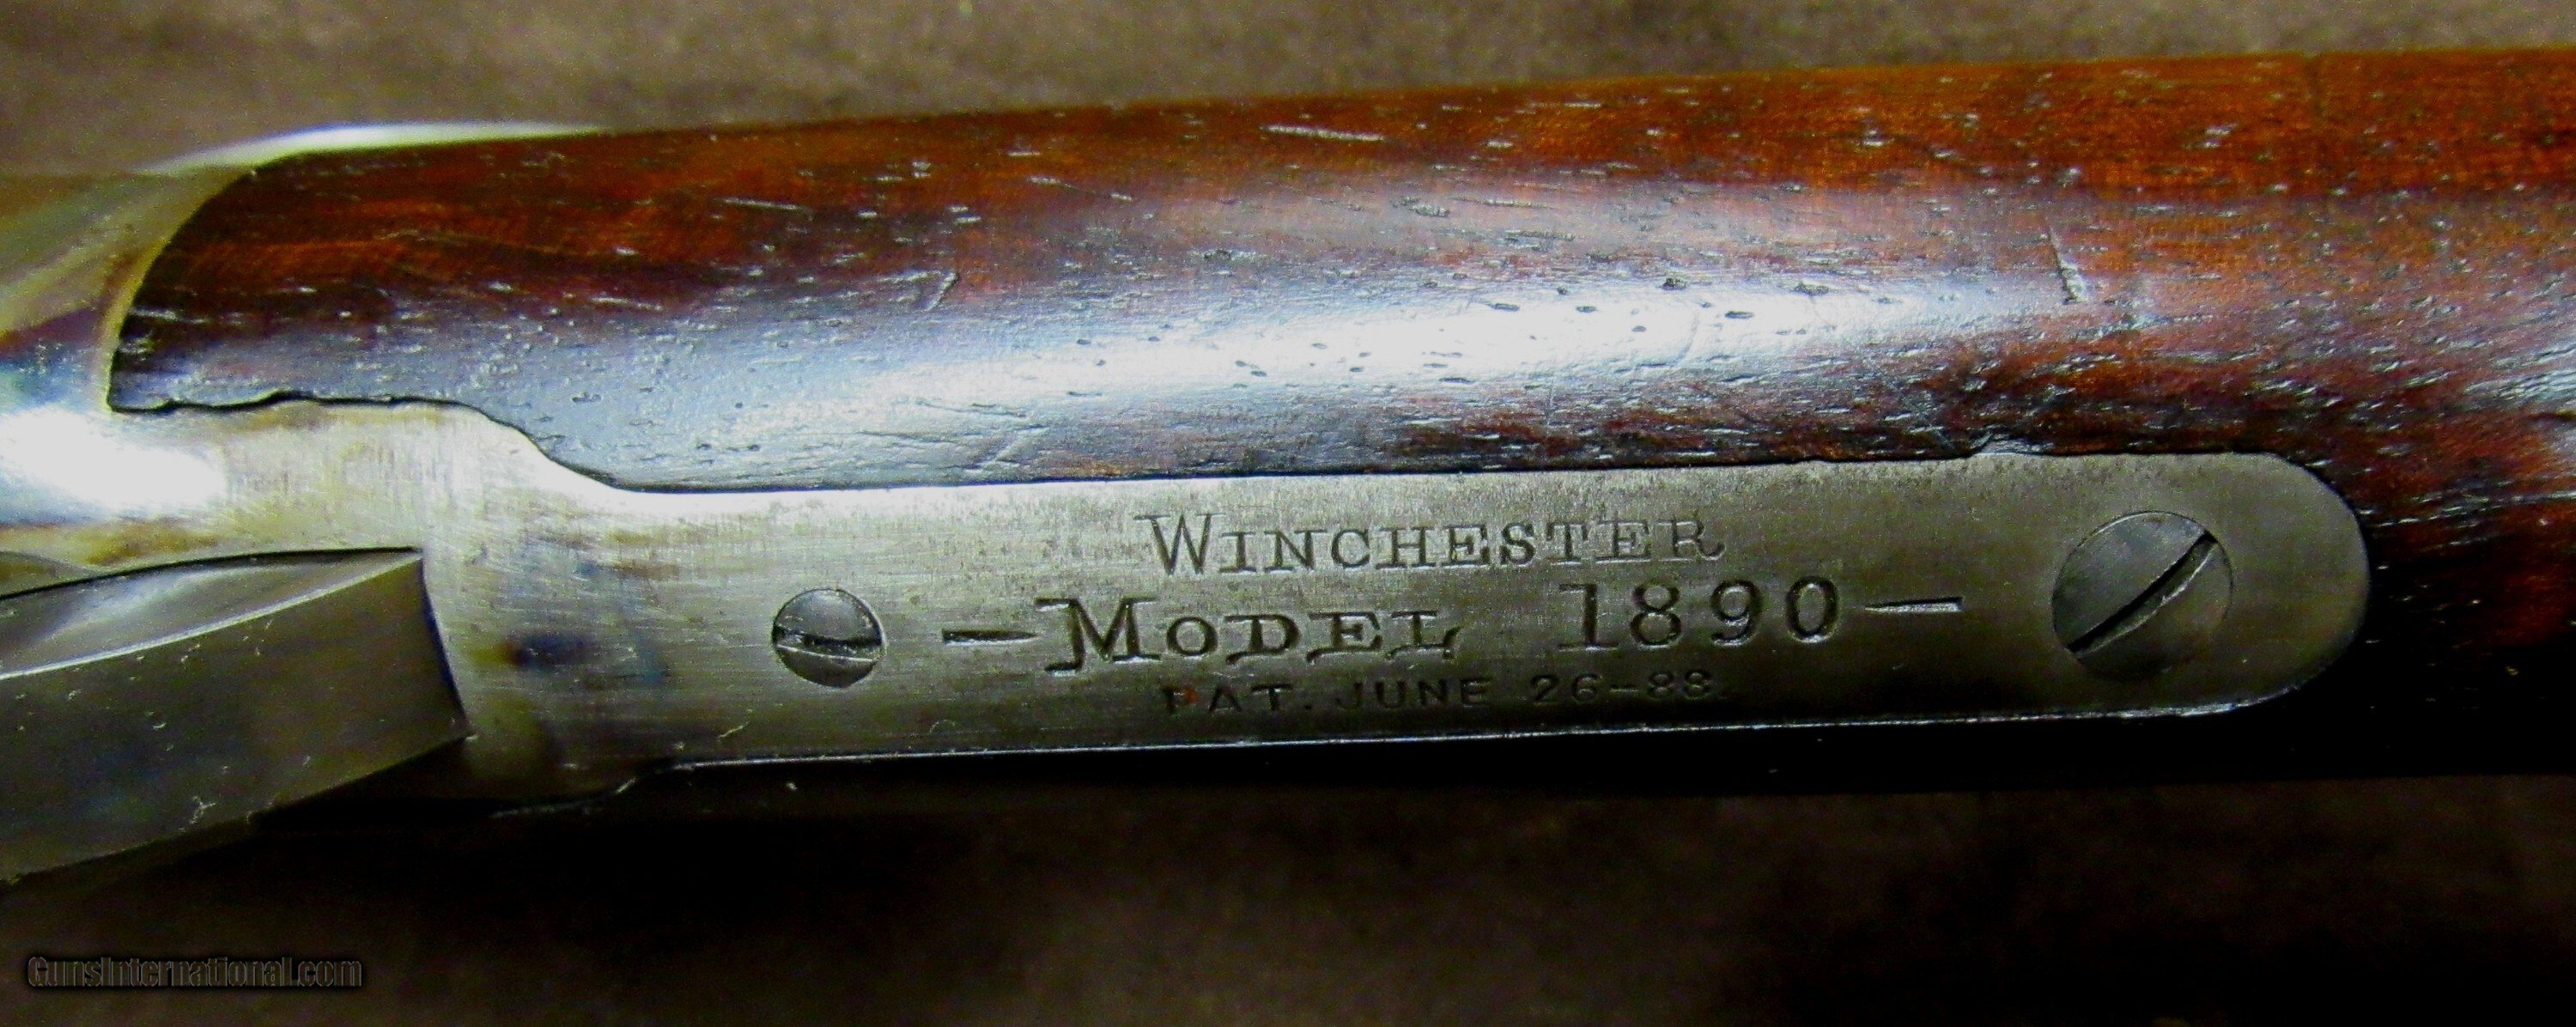 WINCHESTER
—MODEL 1890—
PAT. JUNE 26-88.
GunsInternational.com